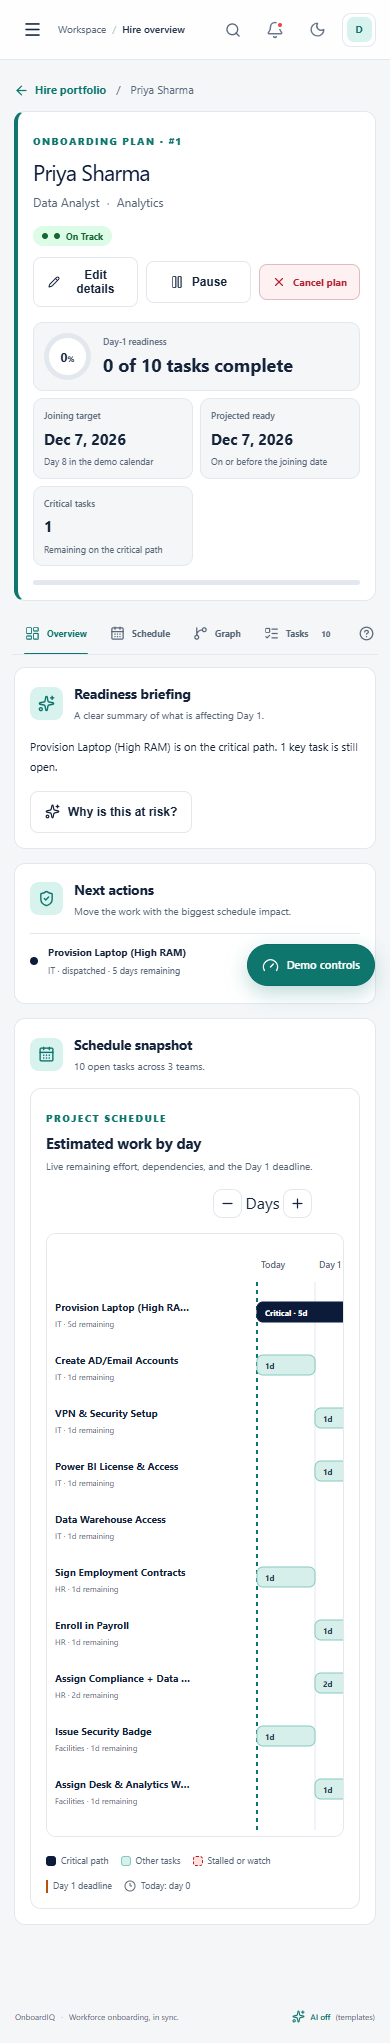 Workspace / Hire overview
D
Hire portfolio / Priya Sharma
ONBOARDING PLAN · #1
Priya Sharma
Data Analyst · Analytics
On Track
Edit details
Pause
Cancel plan
0%
Day-1 readiness
0 of 10 tasks complete
Joining target
Dec 7, 2026
Day 8 in the demo calendar
Projected ready
Dec 7, 2026
On or before the joining date
Critical tasks
1
Remaining on the critical path
Overview
Schedule
Graph
Tasks 10
Readiness briefing
A clear summary of what is affecting Day 1.
Provision Laptop (High RAM) is on the critical path. 1 key task is still
open.
Why is this at risk?
Next actions
Move the work with the biggest schedule impact.
Provision Laptop (High RAM)
IT · dispatched · 5 days remaining
Demo controls
Schedule snapshot
10 open tasks across 3 teams.
PROJECT SCHEDULE
Estimated work by day
Live remaining effort, dependencies, and the Day 1 deadline.
Days
Today
Day 1
Provision Laptop (High RA...
IT · 5d remaining
Critical · 5d
Create AD/Email Accounts
IT · 1d remaining
1d
VPN & Security Setup
IT · 1d remaining
1d
Power BI License & Access
IT · 1d remaining
1d
Data Warehouse Access
IT · 1d remaining
Sign Employment Contracts
HR · 1d remaining
1d
Enroll in Payroll
HR · 1d remaining
1d
Assign Compliance + Data ...
HR · 2d remaining
2d
Issue Security Badge
Facilities · 1d remaining
1d
Assign Desk & Analytics W...
Facilities · 1d remaining
1d
Critical path
Other tasks
Stalled or watch
Day 1 deadline
Today: day 0
OnboardIQ · Workforce onboarding, in sync.
AI off (templates)